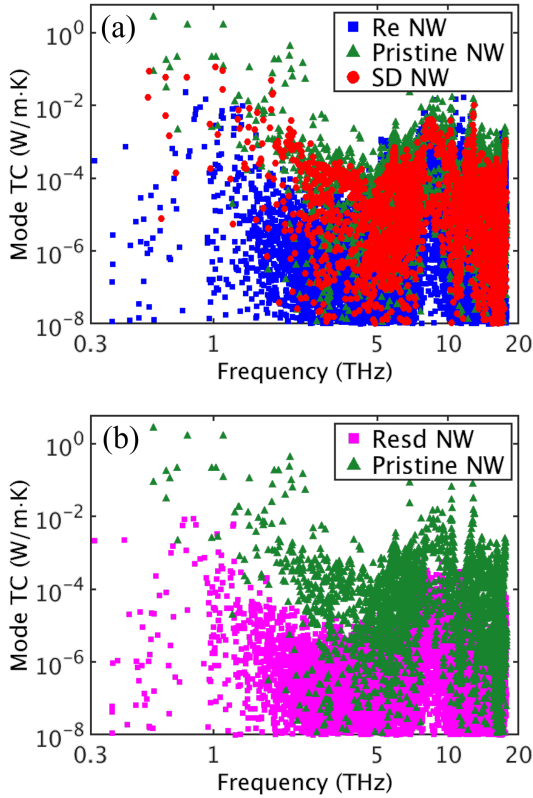 (a)
Re NW
Pristine NW
SD NW
Mode TC (W/m·K)
10^0
10^-2
10^-4
10^-6
10^-8
0.3 1 5 10 20
Frequency (THz)
(b)
Resd NW
Pristine NW
Mode TC (W/m·K)
10^0
10^-2
10^-4
10^-6
10^-8
0.3 1 5 10 20
Frequency (THz)